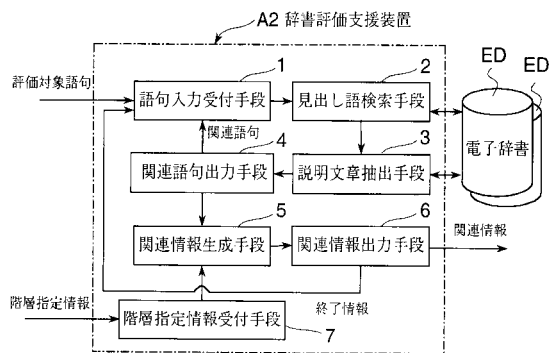 A2 辞書評価支援装置
ED
ED
1
2
評価対象語句
語句入力受付手段
見出し語検索手段
関連語句
4
3
電子辞書
関連語句出力手段
説明文章抽出手段
5
6
関連情報
関連情報生成手段
関連情報出力手段
階層指定情報
終了情報
階層指定情報受付手段
7